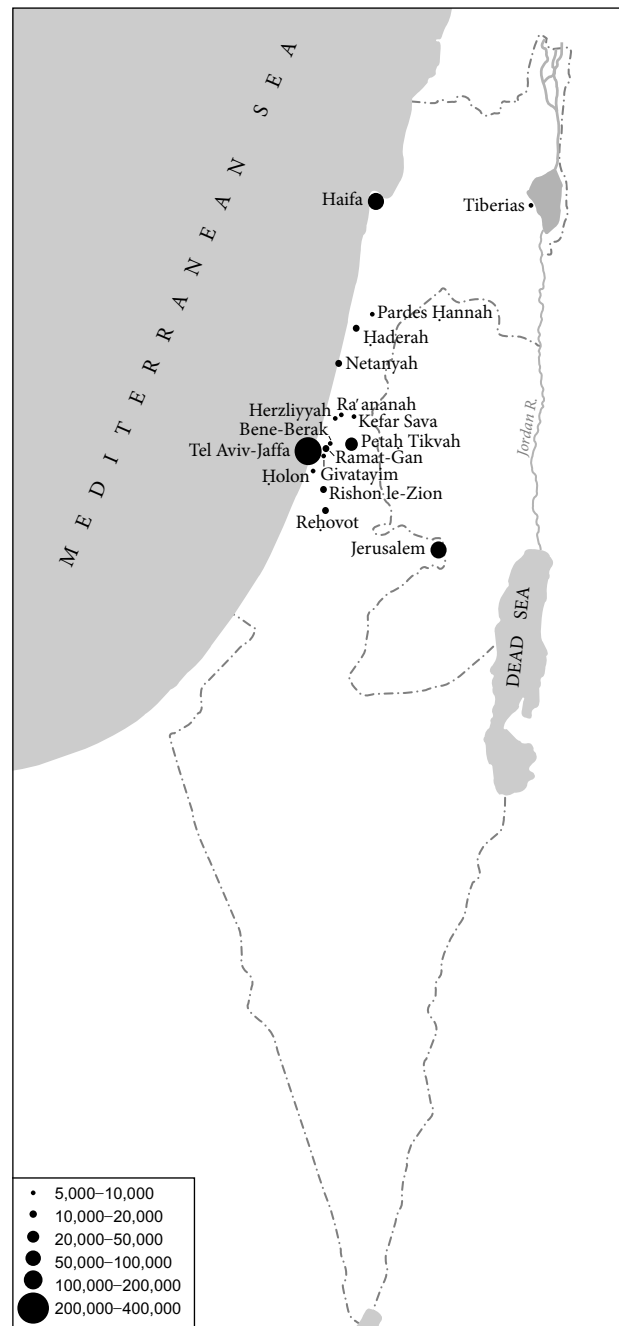 MEDITERRANEAN SEA
Haifa
Tiberias
Pardes Ḥannah
Ḥaderah
Netanyah
Ra'ananah
Herzliyyah
Kefar Sava
Bene-Berak
Petaḥ Tikvah
Tel Aviv-Jaffa
Ramat-Gan
Ḥolon
Givatayim
Rishon le-Zion
Reḥovot
Jerusalem
Jordan R.
DEAD SEA
5,000–10,000
10,000–20,000
20,000–50,000
50,000–100,000
100,000–200,000
200,000–400,000